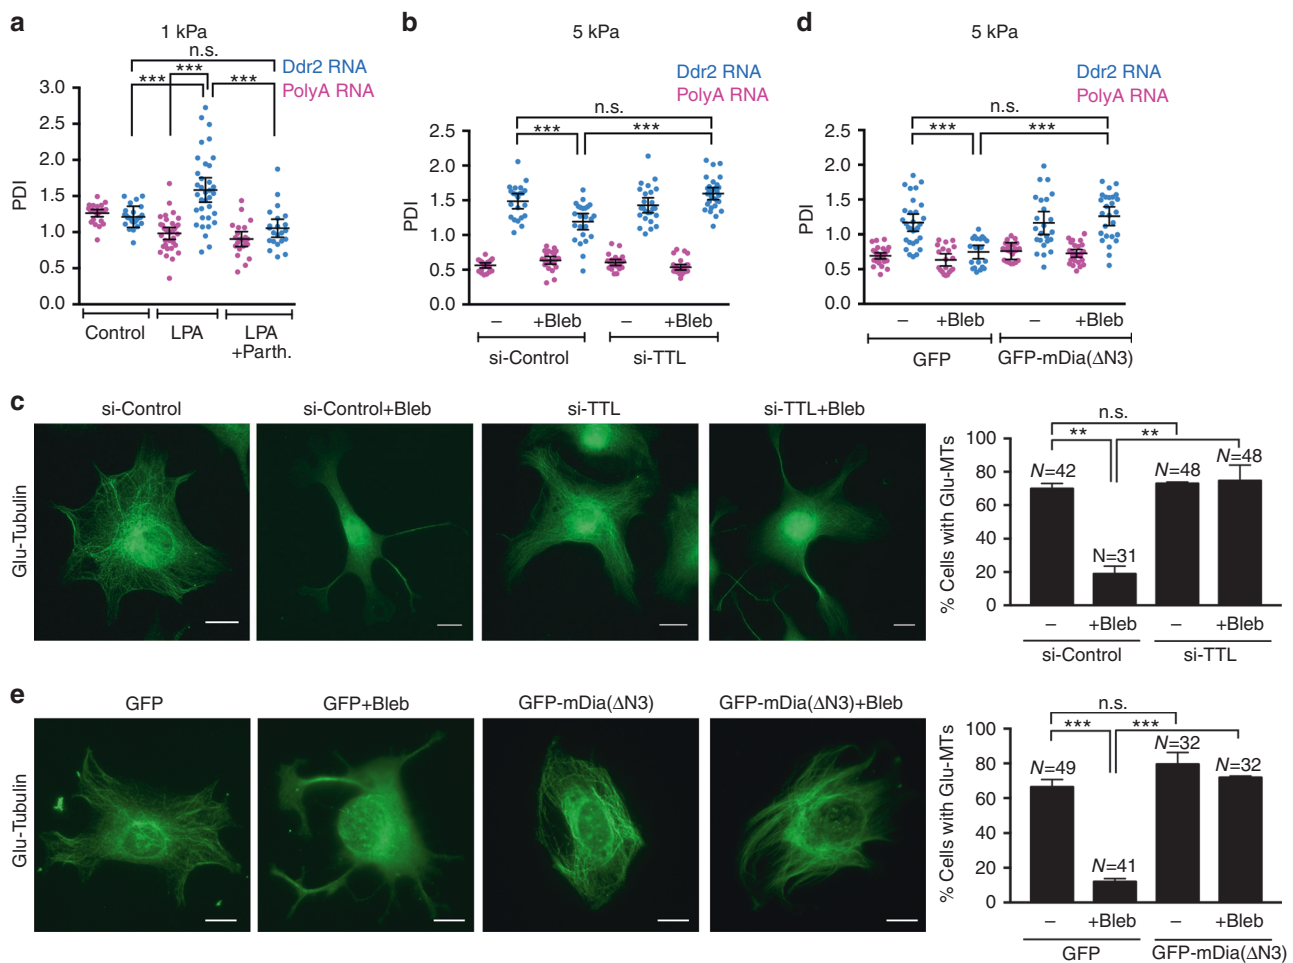 a
1 kPa
n.s.
***
***
***
Ddr2 RNA
PolyA RNA
PDI
3.0
2.5
2.0
1.5
1.0
0.5
0.0
Control
LPA
LPA
+Parth.
b
5 kPa
Ddr2 RNA
PolyA RNA
n.s.
***
***
PDI
2.5
2.0
1.5
1.0
0.5
0.0
– +Bleb – +Bleb
si-Control si-TTL
d
5 kPa
Ddr2 RNA
PolyA RNA
n.s.
***
***
PDI
2.5
2.0
1.5
1.0
0.5
0.0
– +Bleb – +Bleb
GFP GFP-mDia(ΔN3)
c
si-Control si-Control+Bleb si-TTL si-TTL+Bleb
Glu-Tubulin
n.s.
** **
% Cells with Glu-MTs
100
80
60
40
20
0
N=42
N=31
N=48
N=48
– +Bleb – +Bleb
si-Control si-TTL
e
GFP GFP+Bleb GFP-mDia(ΔN3) GFP-mDia(ΔN3)+Bleb
Glu-Tubulin
n.s.
*** ***
% Cells with Glu-MTs
100
80
60
40
20
0
N=49
N=41
N=32
N=32
– +Bleb – +Bleb
GFP GFP-mDia(ΔN3)